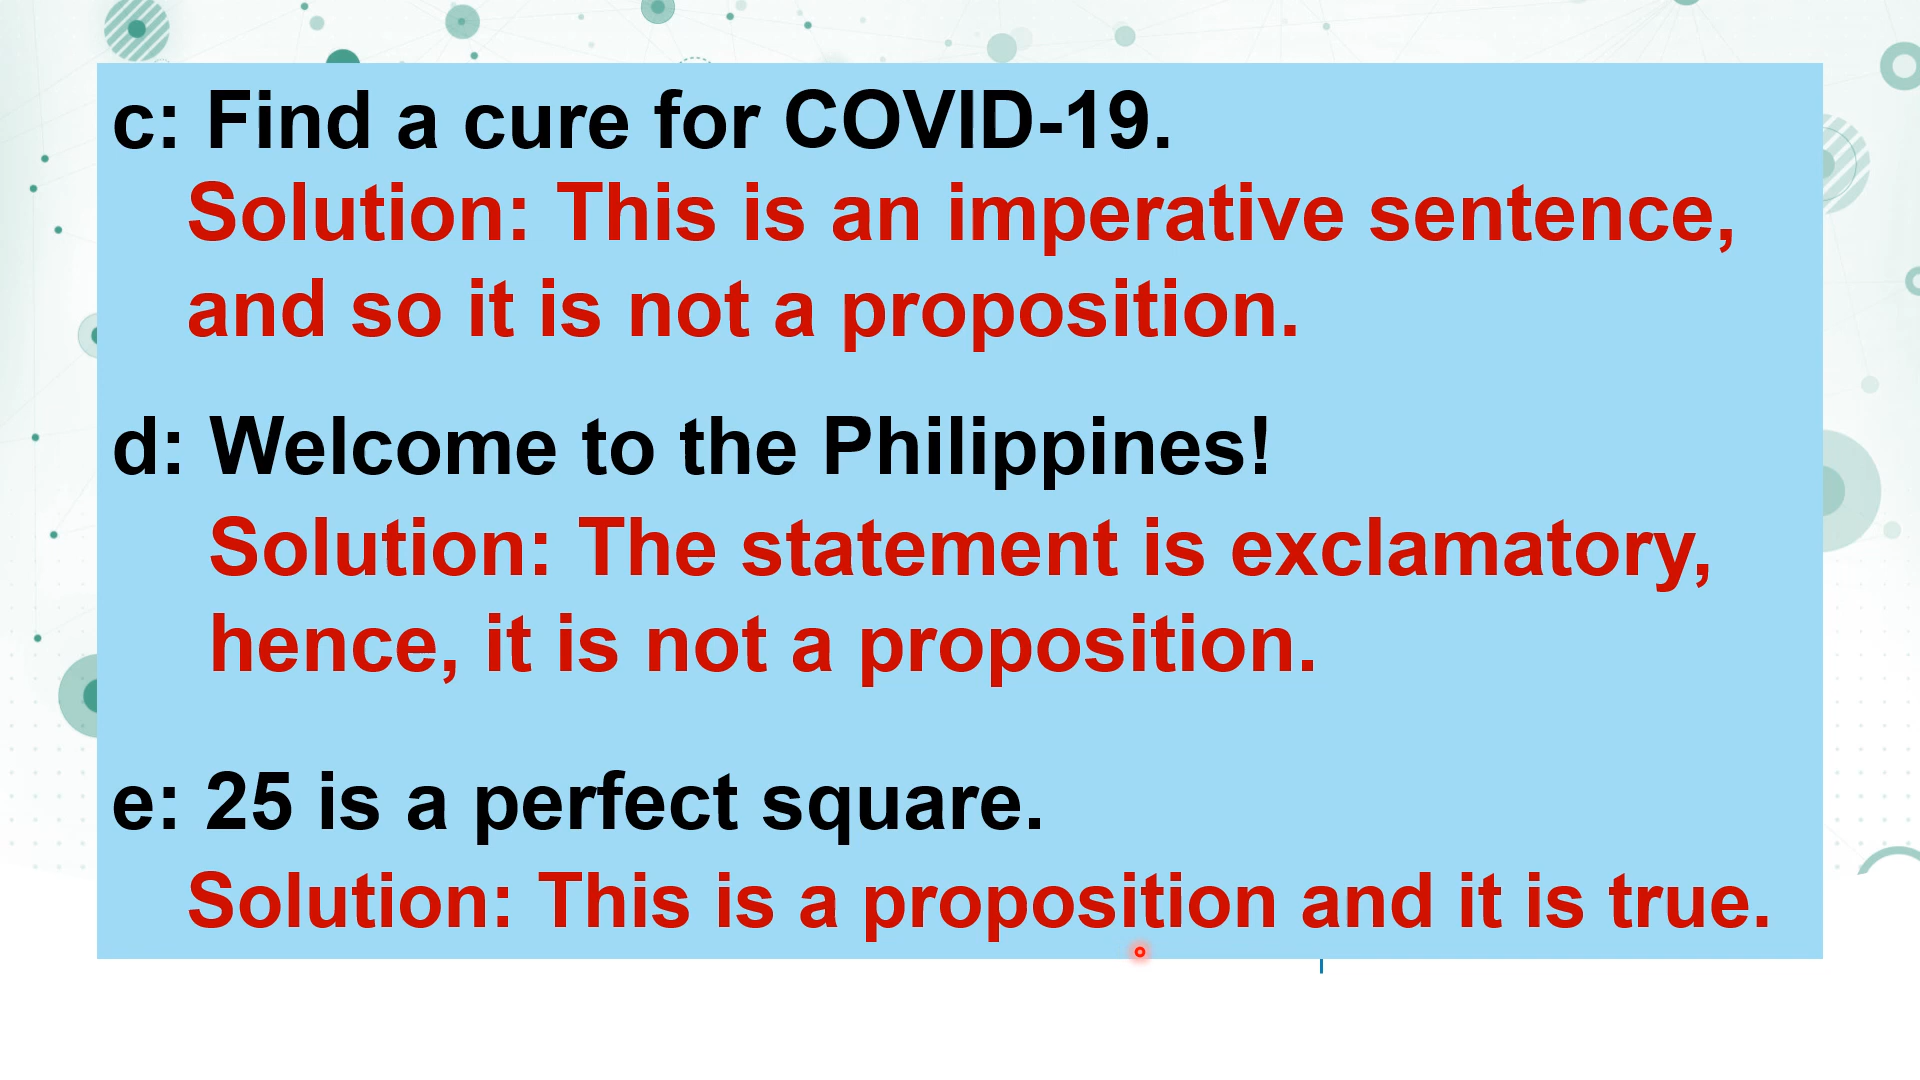 c: Find a cure for COVID-19.
Solution: This is an imperative sentence,
and so it is not a proposition.
d: Welcome to the Philippines!
Solution: The statement is exclamatory,
hence, it is not a proposition.
e: 25 is a perfect square.
Solution: This is a proposition and it is true.